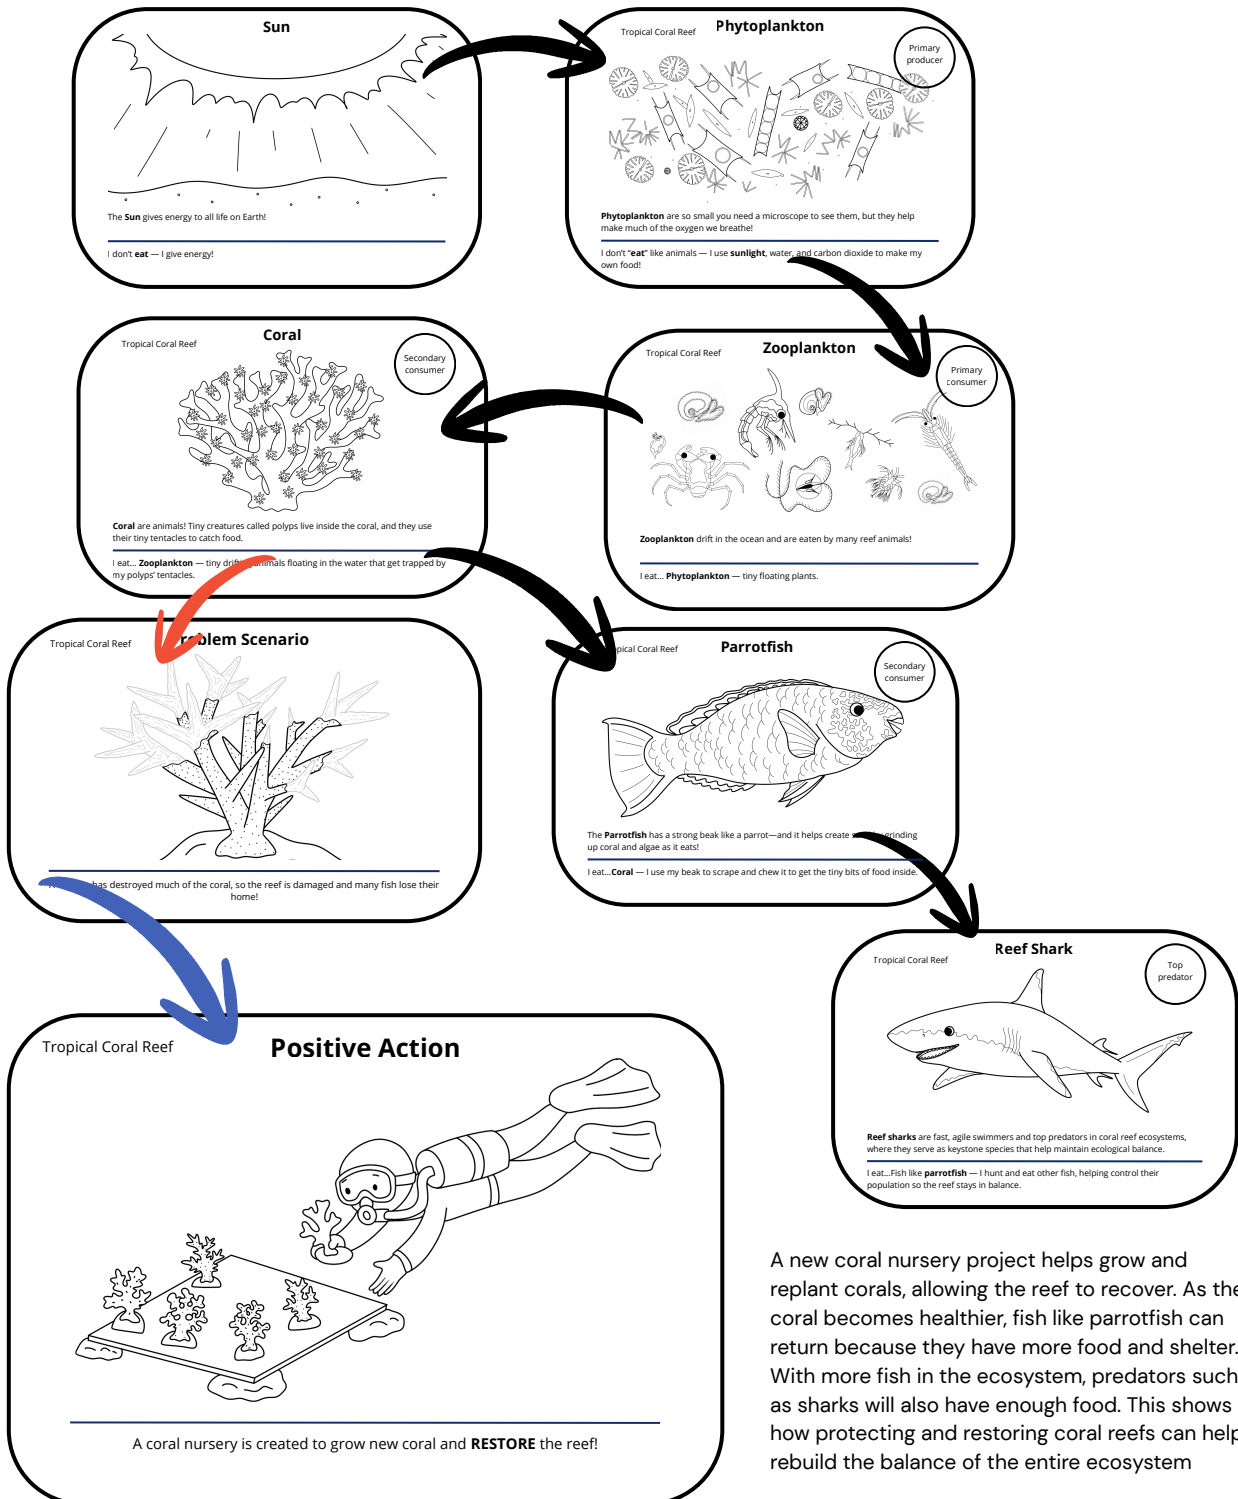 Sun
The Sun gives energy to all life on Earth!
I don't eat — I give energy!
Tropical Coral Reef
Phytoplankton
Primary
producer
Phytoplankton are so small you need a microscope to see them, but they help
make much of the oxygen we breathe!
I don't "eat" like animals — I use sunlight, water, and carbon dioxide to make my
own food!
Tropical Coral Reef
Coral
Secondary
consumer
Coral are animals! Tiny creatures called polyps live inside the coral, and they use
their tiny tentacles to catch food.
I eat... Zooplankton — tiny drifting animals floating in the water that get trapped by
my polyps' tentacles.
Tropical Coral Reef
Zooplankton
Primary
consumer
Zooplankton drift in the ocean and are eaten by many reef animals!
I eat... Phytoplankton — tiny floating plants.
Tropical Coral Reef
Problem Scenario
has destroyed much of the coral, so the reef is damaged and many fish lose their
home!
Tropical Coral Reef
Parrotfish
Secondary
consumer
The Parrotfish has a strong beak like a parrot—and it helps create grinding
up coral and algae as it eats!
I eat...Coral — I use my beak to scrape and chew it to get the tiny bits of food inside.
Tropical Coral Reef
Reef Shark
Top
predator
Reef sharks are fast, agile swimmers and top predators in coral reef ecosystems,
where they serve as keystone species that help maintain ecological balance.
I eat...Fish like parrotfish — I hunt and eat other fish, helping control their
population so the reef stays in balance.
Tropical Coral Reef
Positive Action
A coral nursery is created to grow new coral and RESTORE the reef!
A new coral nursery project helps grow and
replant corals, allowing the reef to recover. As the
coral becomes healthier, fish like parrotfish can
return because they have more food and shelter.
With more fish in the ecosystem, predators such
as sharks will also have enough food. This shows
how protecting and restoring coral reefs can help
rebuild the balance of the entire ecosystem